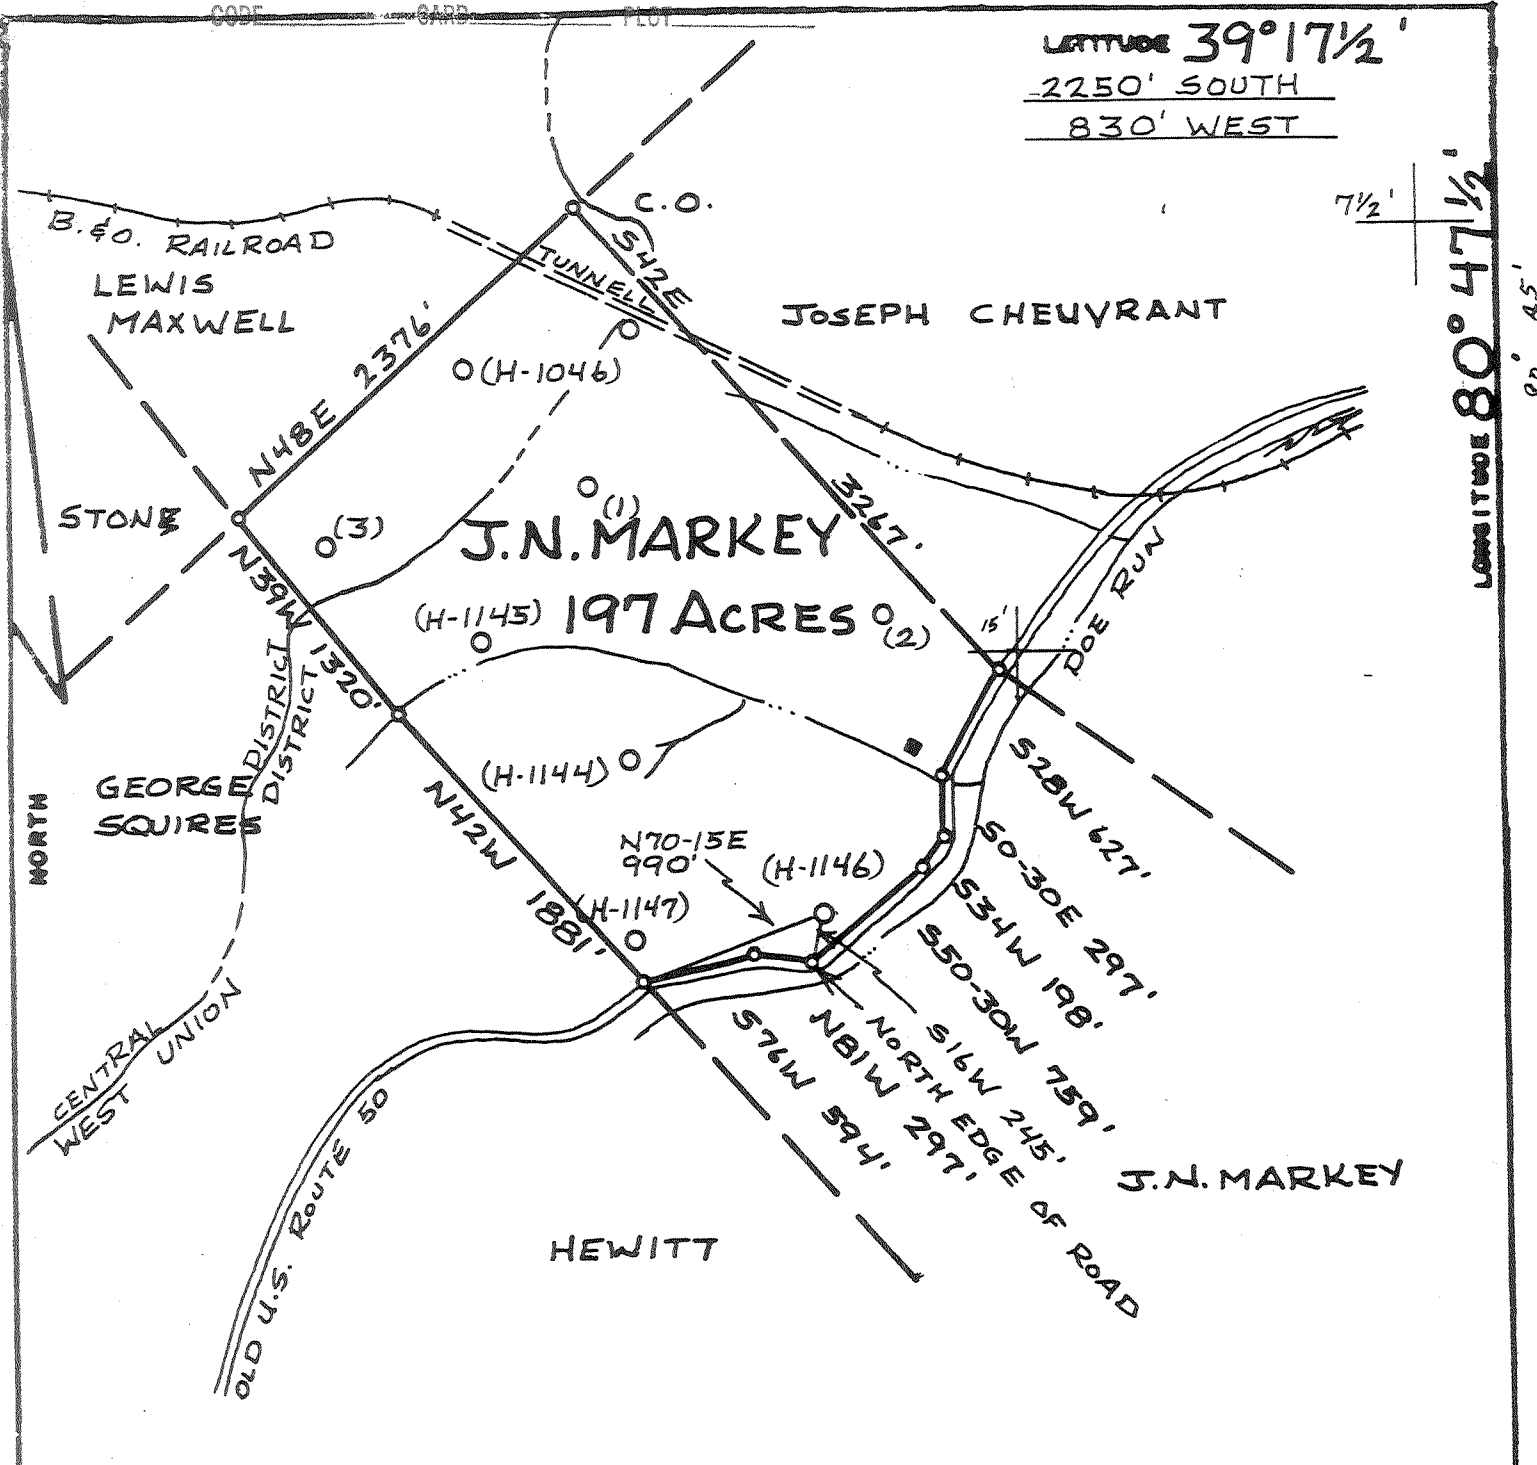 CODE CARD PLOT
LATITUDE 39°17½'
2250' SOUTH
830' WEST
7½'
LONGITUDE 80°47½'
C.O.
B.&O. RAILROAD
LEWIS
MAXWELL
TUNNELL
S42E
3267'
JOSEPH CHEUVRANT
N48E 2376'
(H-1046)
STONE
(3)
(1)
J.N. MARKEY
197 ACRES
(2)
(H-1145)
15'
DOE RUN
N39W 1320'
DISTRICT
DISTRICT
GEORGE
SQUIRES
NORTH
(H-1144)
N42W 1881'
N70-15E
990'
(H-1146)
(H-1147)
S28W 627'
S0-30E 297'
S34W 198'
S50-30W 759'
S16W 245'
NORTH EDGE OF ROAD
N81W 297'
S76W 594'
CENTRAL
WEST UNION
OLD U.S. ROUTE 50
HEWITT
J.N. MARKEY